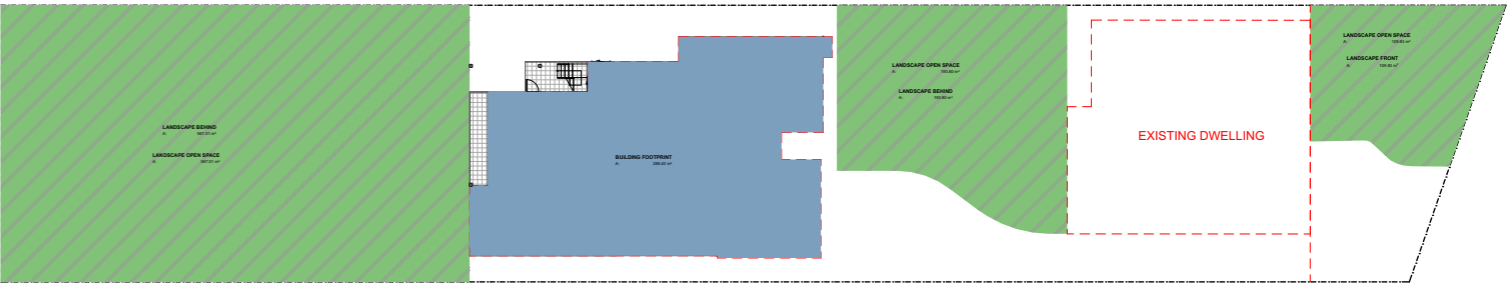 LANDSCAPE BEHIND
A:
LANDSCAPE OPEN SPACE
A:
BUILDING FOOTPRINT
A:
LANDSCAPE OPEN SPACE
A:
LANDSCAPE BEHIND
A:
EXISTING DWELLING
LANDSCAPE OPEN SPACE
A:
LANDSCAPE FRONT
A: